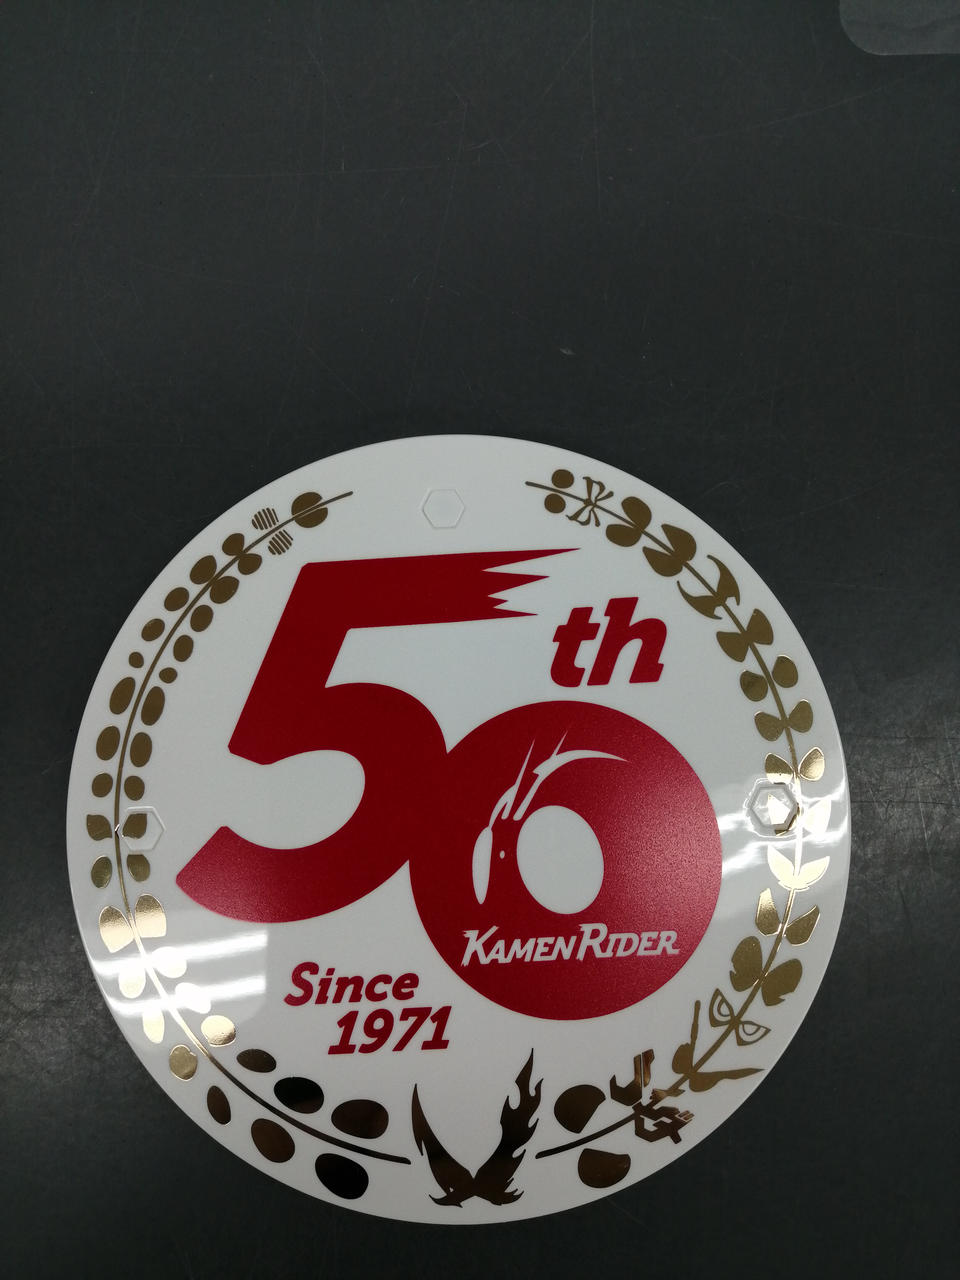 50th
KAMEN RIDER
Since
1971